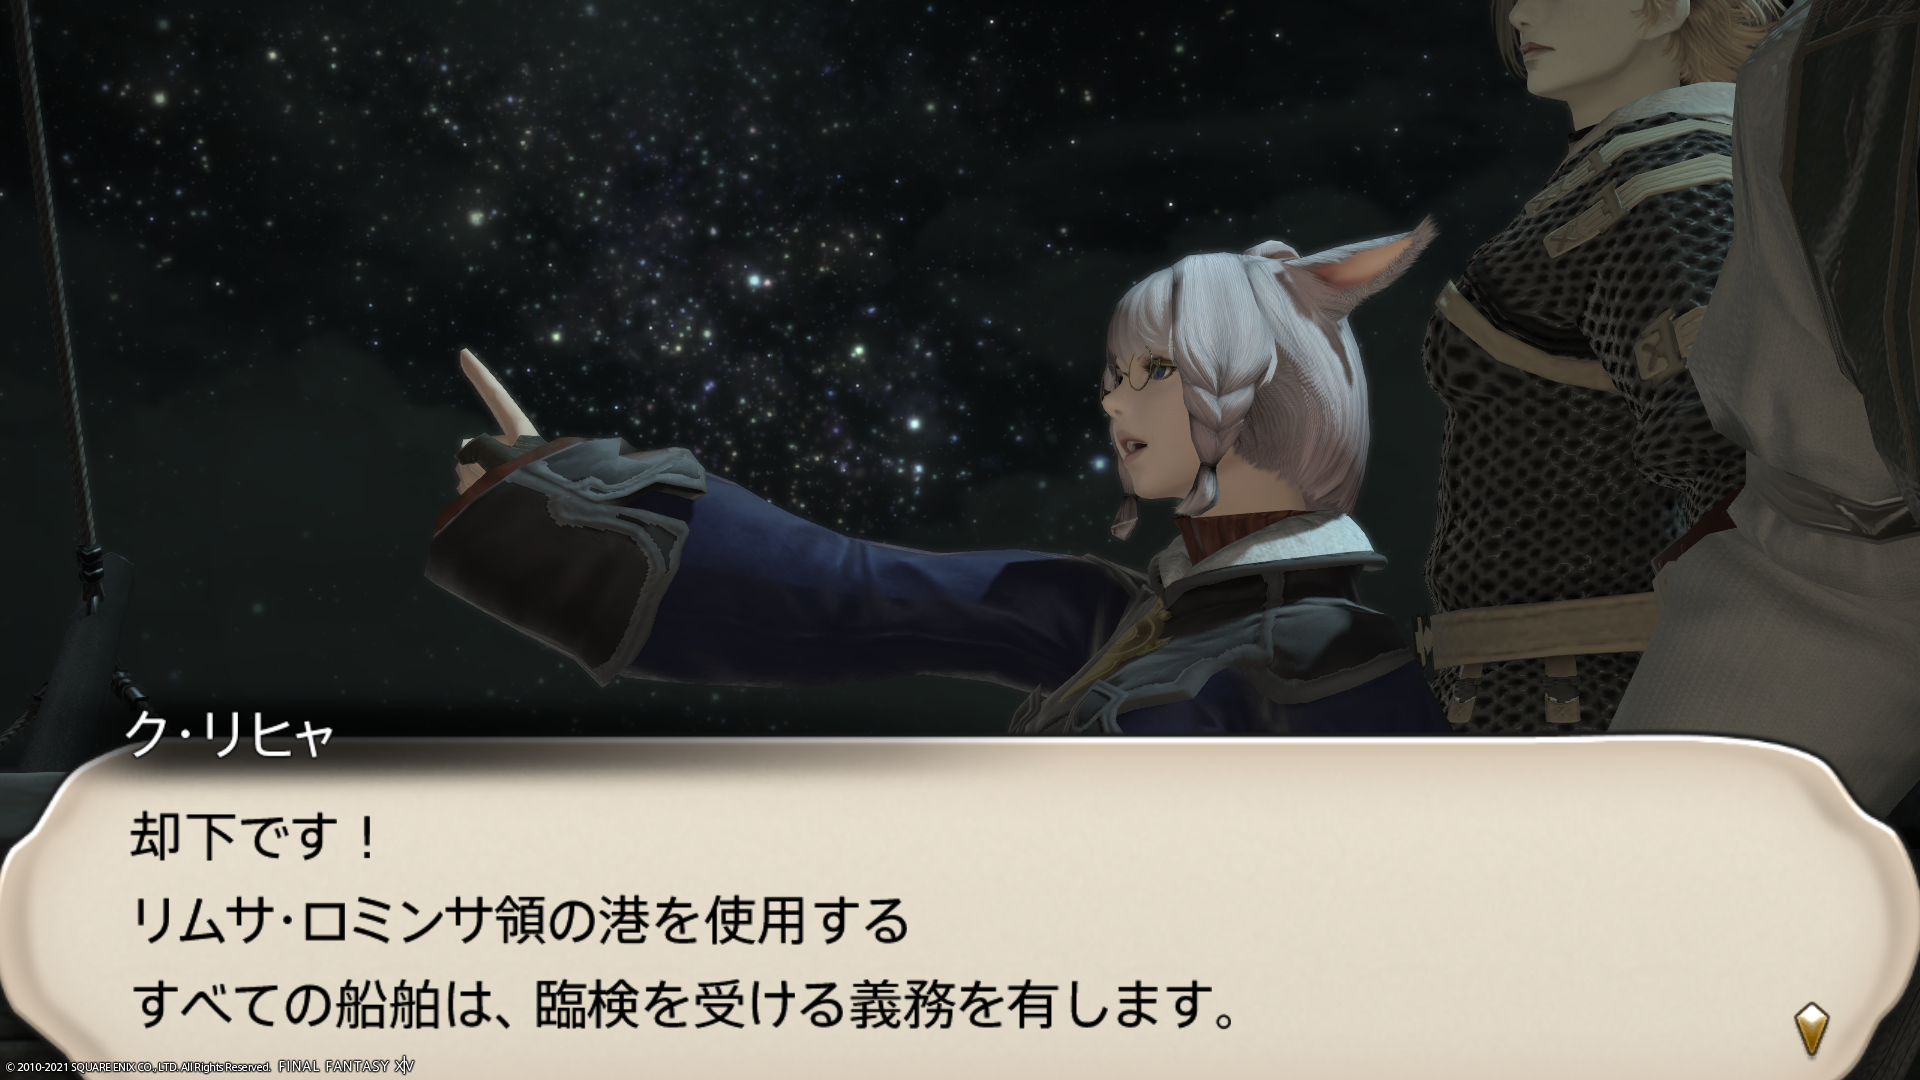 ク・リヒャ
却下です！
リムサ・ロミンサ領の港を使用する
すべての船舶は、臨検を受ける義務を有します。
© 2010-2021 SQUARE ENIX CO., LTD. All Rights Reserved. FINAL FANTASY XIV